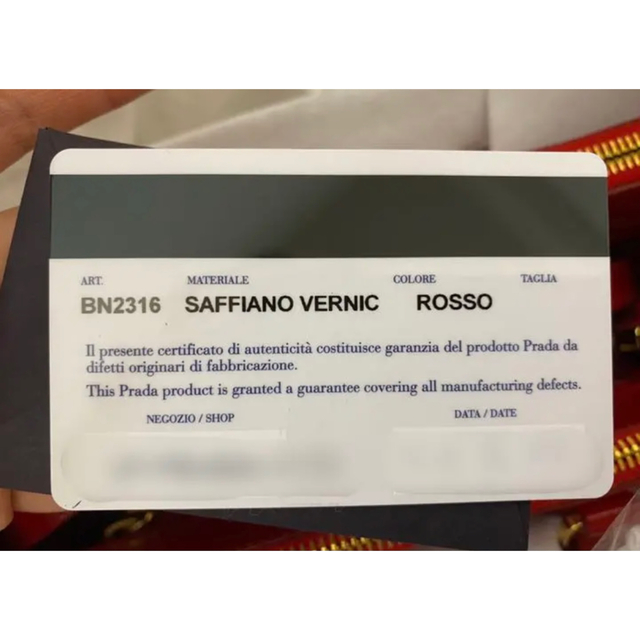 ART. MATERIALE COLORE TAGLIA
BN2316 SAFFIANO VERNIC ROSSO
Il presente certificato di autenticità costituisce garanzia del prodotto Prada da
difetti originari di fabbricazione.
This Prada product is granted a guarantee covering all manufacturing defects.
NEGOZIO / SHOP DATA / DATE